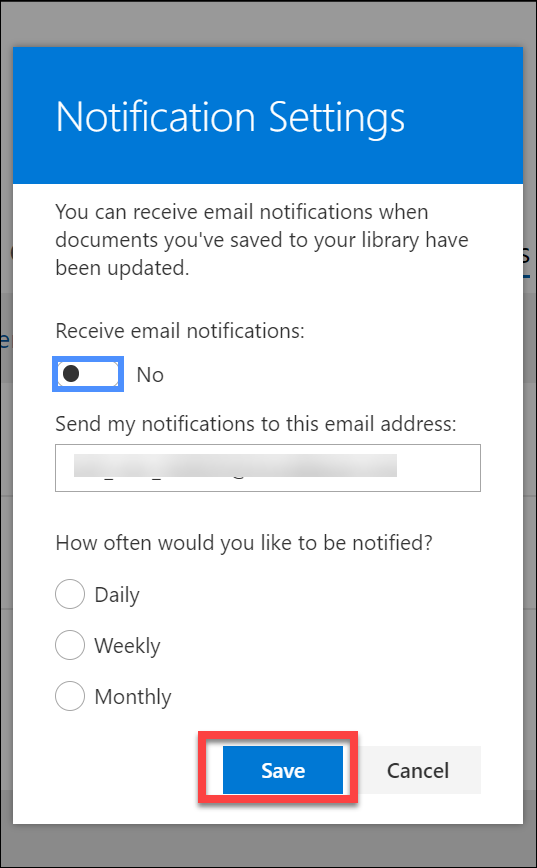 Notification Settings
You can receive email notifications when
documents you've saved to your library have
been updated.
Receive email notifications:
No
Send my notifications to this email address:
How often would you like to be notified?
Daily
Weekly
Monthly
Save
Cancel